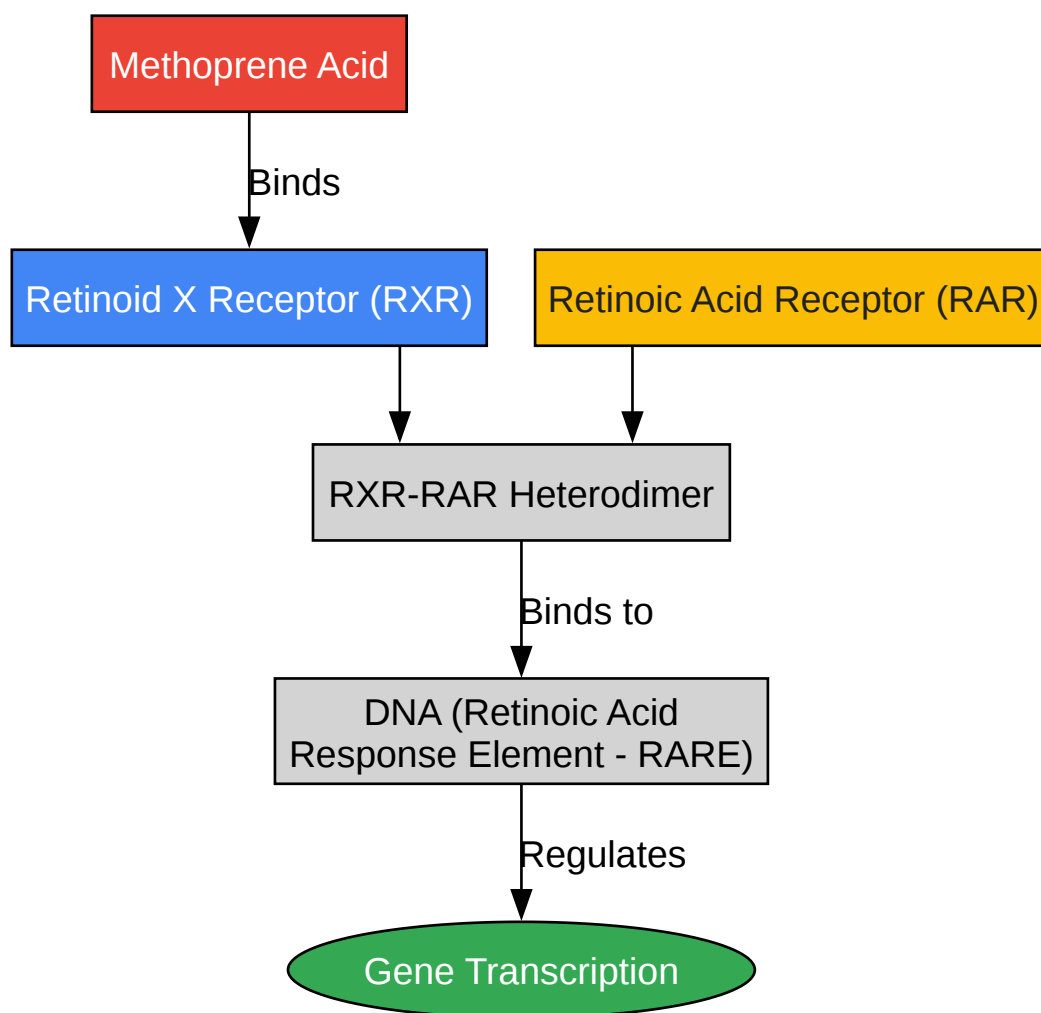 Methoprene Acid
Binds
Retinoid X Receptor (RXR)
Retinoic Acid Receptor (RAR)
RXR-RAR Heterodimer
Binds to
DNA (Retinoic Acid
Response Element - RARE)
Regulates
Gene Transcription